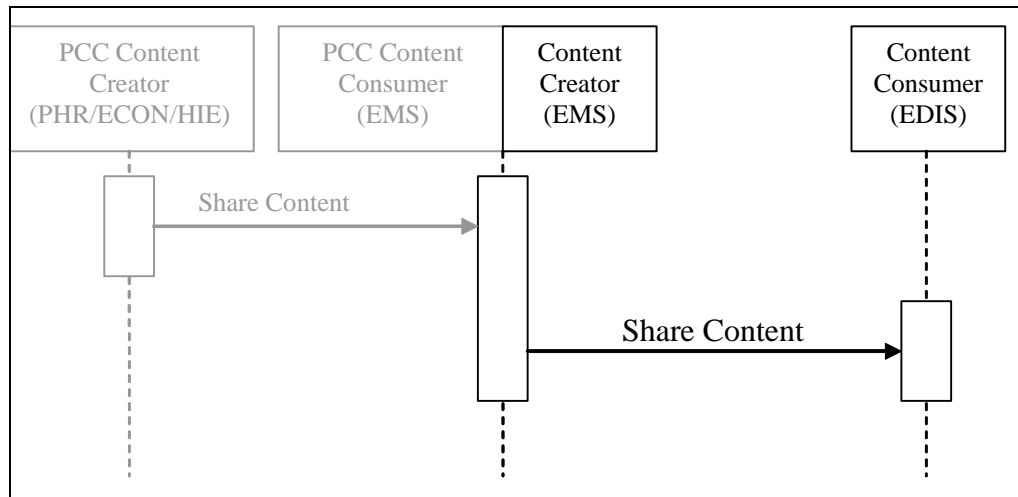 PCC Content
Creator
(PHR/ECON/HIE)
PCC Content
Consumer
(EMS)
Content
Creator
(EMS)
Content
Consumer
(EDIS)
Share Content
Share Content